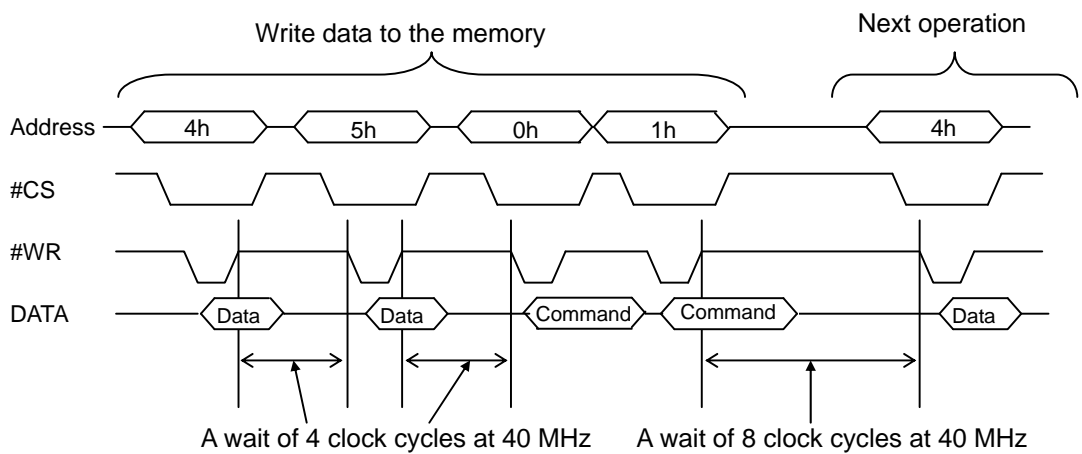 Write data to the memory
Next operation
Address 4h 5h 0h 1h 4h
#CS
#WR
DATA Data Data Command Command Data
A wait of 4 clock cycles at 40 MHz A wait of 8 clock cycles at 40 MHz